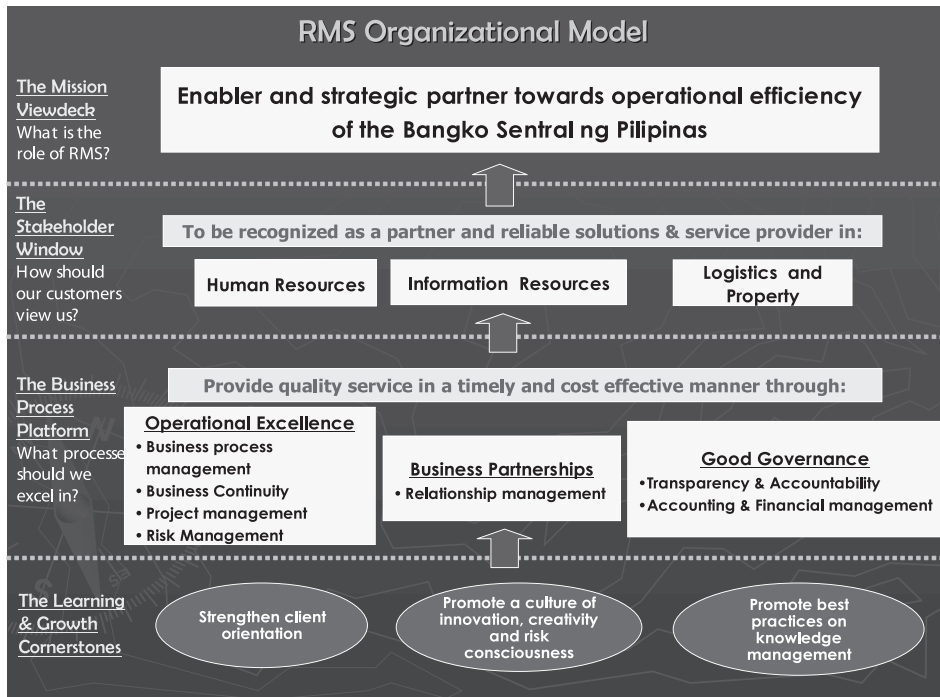 RMS Organizational Model
The Mission
Viewdeck
What is the
role of RMS?
Enabler and strategic partner towards operational efficiency
of the Bangko Sentral ng Pilipinas
The
Stakeholder
Window
How should
our customers
view us?
To be recognized as a partner and reliable solutions & service provider in:
Human Resources
Information Resources
Logistics and
Property
The Business
Process
Platform
What processe
should we
excel in?
Provide quality service in a timely and cost effective manner through:
Operational Excellence
• Business process
management
• Business Continuity
• Project management
• Risk Management
Business Partnerships
• Relationship management
Good Governance
•Transparency & Accountability
•Accounting & Financial management
The Learning
& Growth
Cornerstones
Strengthen client
orientation
Promote a culture of
innovation, creativity
and risk
consciousness
Promote best
practices on
knowledge
management